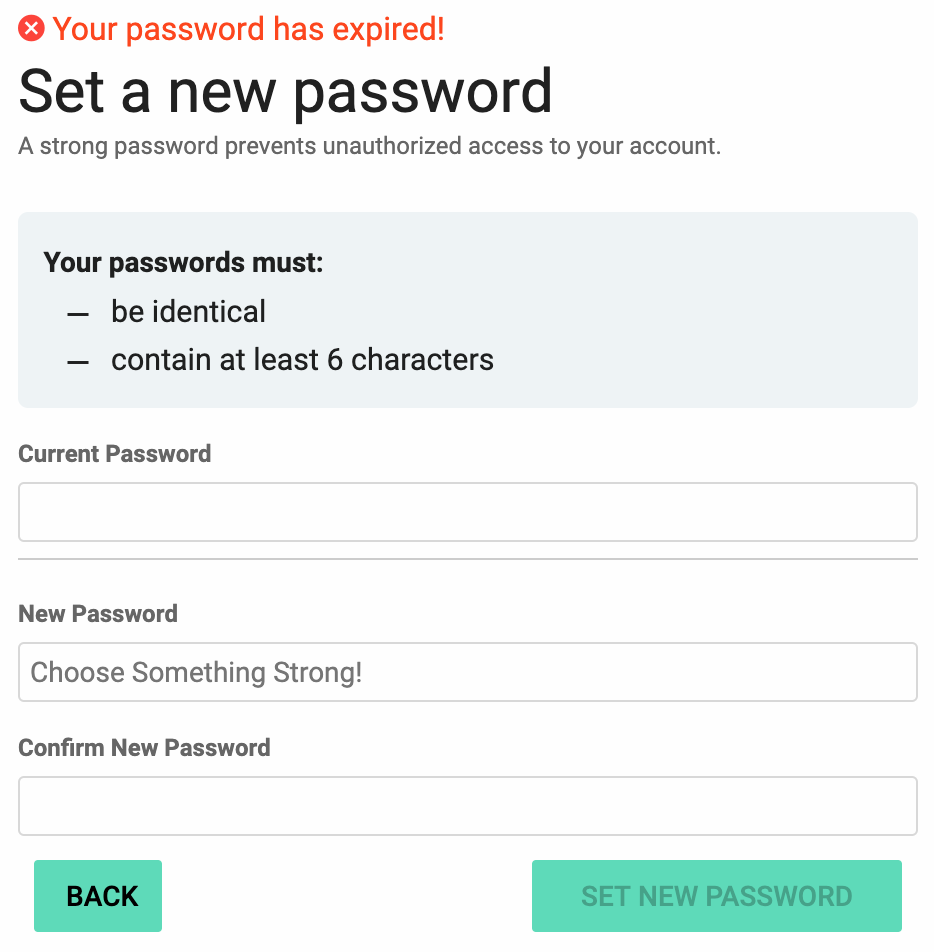 Your password has expired!
Set a new password
A strong password prevents unauthorized access to your account.
Your passwords must:
— be identical
— contain at least 6 characters
Current Password
New Password
Choose Something Strong!
Confirm New Password
BACK
SET NEW PASSWORD